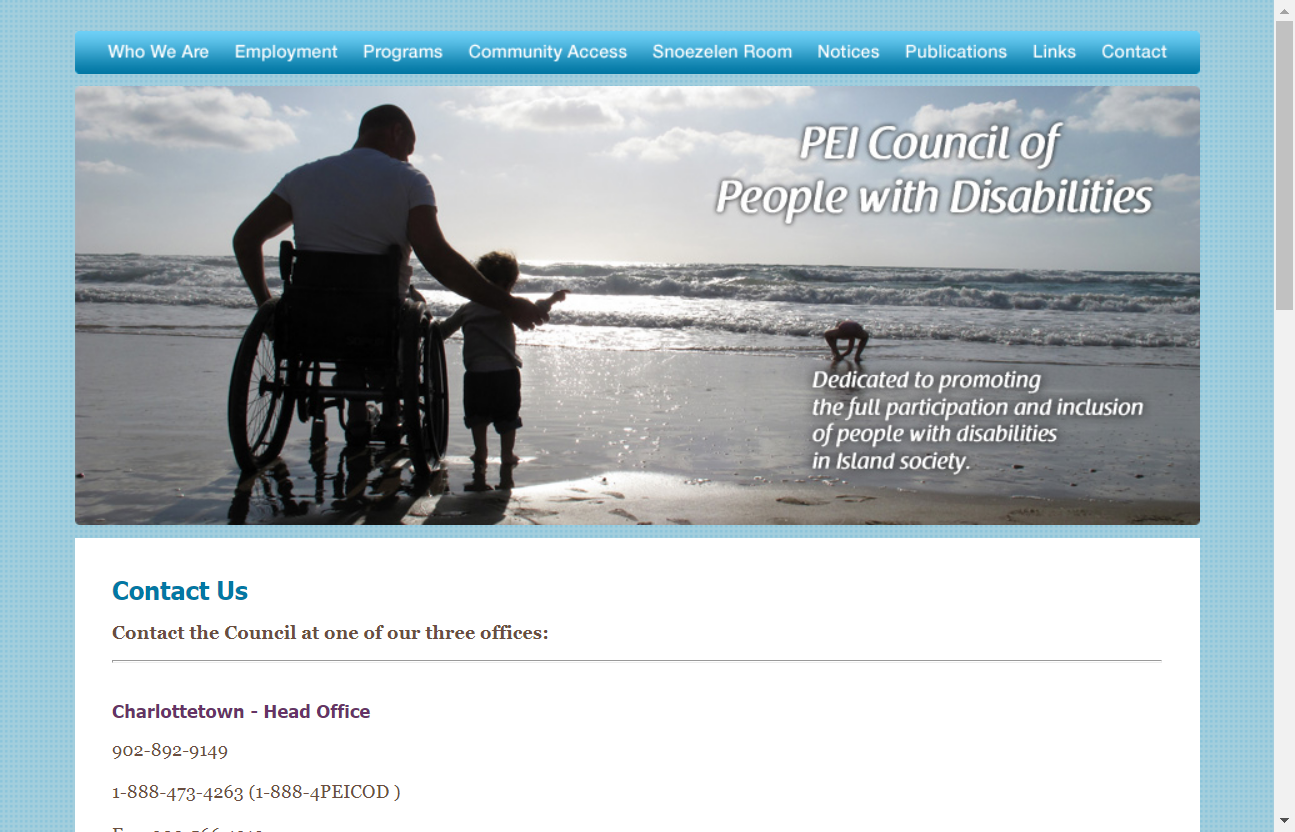 Who We Are Employment Programs Community Access Snoezelen Room Notices Publications Links Contact
PEI Council of
People with Disabilities
Dedicated to promoting
the full participation and inclusion
of people with disabilities
in Island society.
Contact Us
Contact the Council at one of our three offices:
Charlottetown - Head Office
902-892-9149
1-888-473-4263 (1-888-4PEICOD )